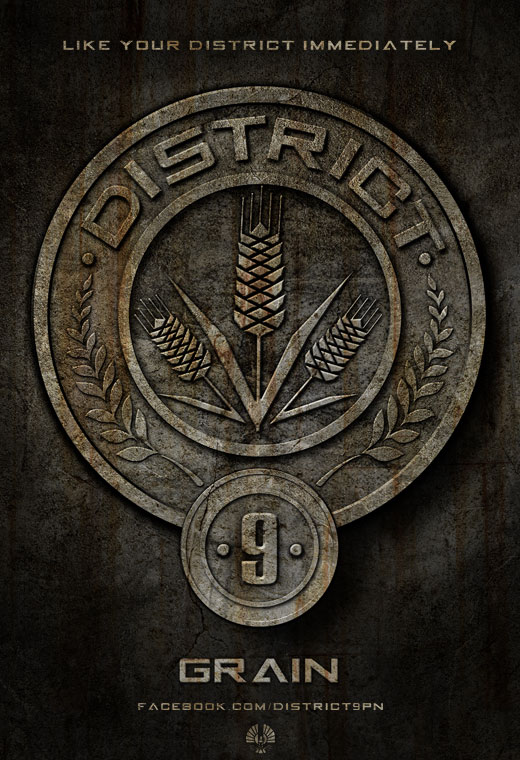 LIKE YOUR DISTRICT IMMEDIATELY
DISTRICT
9
GRAIN
FACEBOOK.COM/DISTRICT9PN